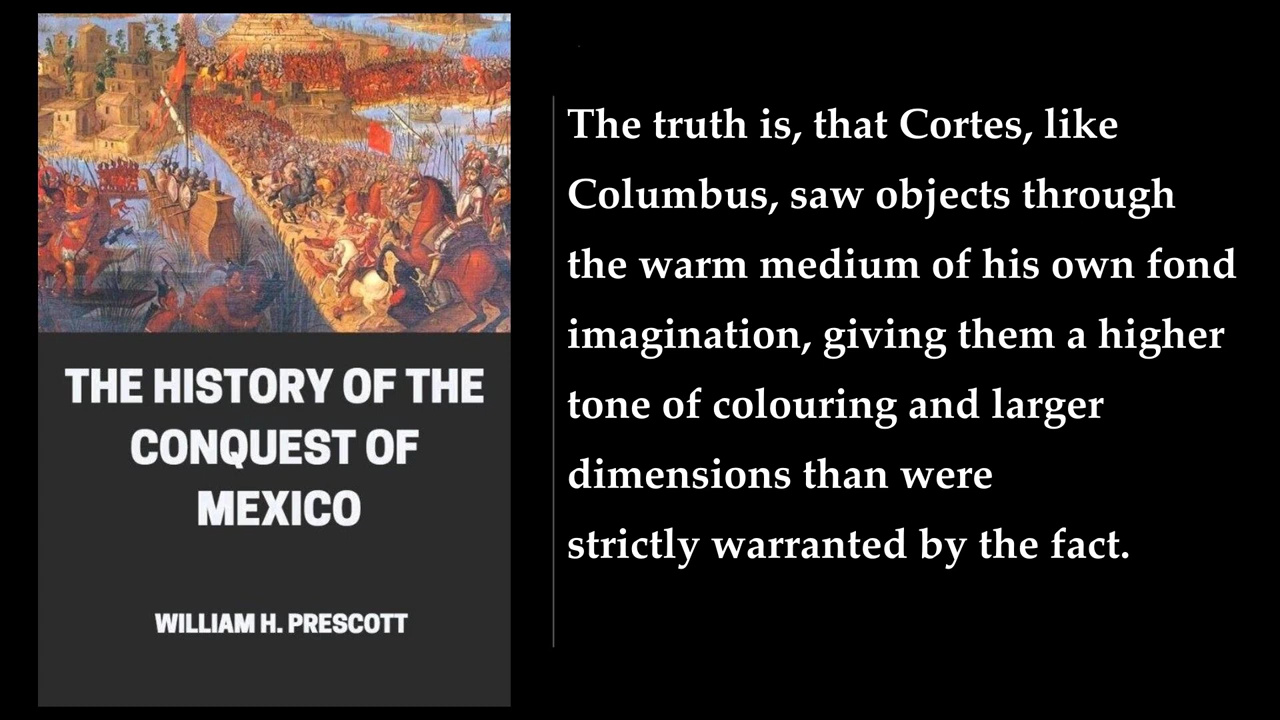 THE HISTORY OF THE
CONQUEST OF
MEXICO
WILLIAM H. PRESCOTT
The truth is, that Cortes, like
Columbus, saw objects through
the warm medium of his own fond
imagination, giving them a higher
tone of colouring and larger
dimensions than were
strictly warranted by the fact.